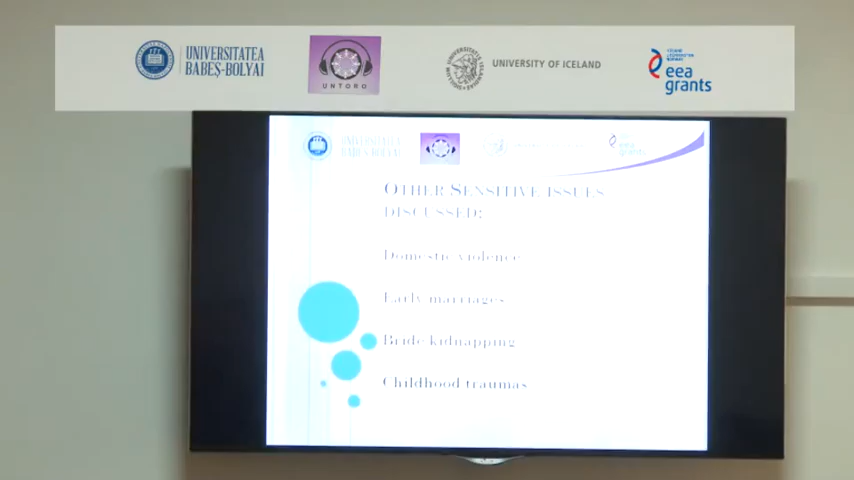 UNIVERSITATEA
BABEŞ-BOLYAI
UNTORO
UNIVERSITY OF ICELAND
eea
grants
UNIVERSITATEA
BABEŞ-BOLYAI
OTHER SENSITIVE ISSUES
DISCUSSED:
Domestic violence
Early marriages
Bride kidnapping
Childhood traumas